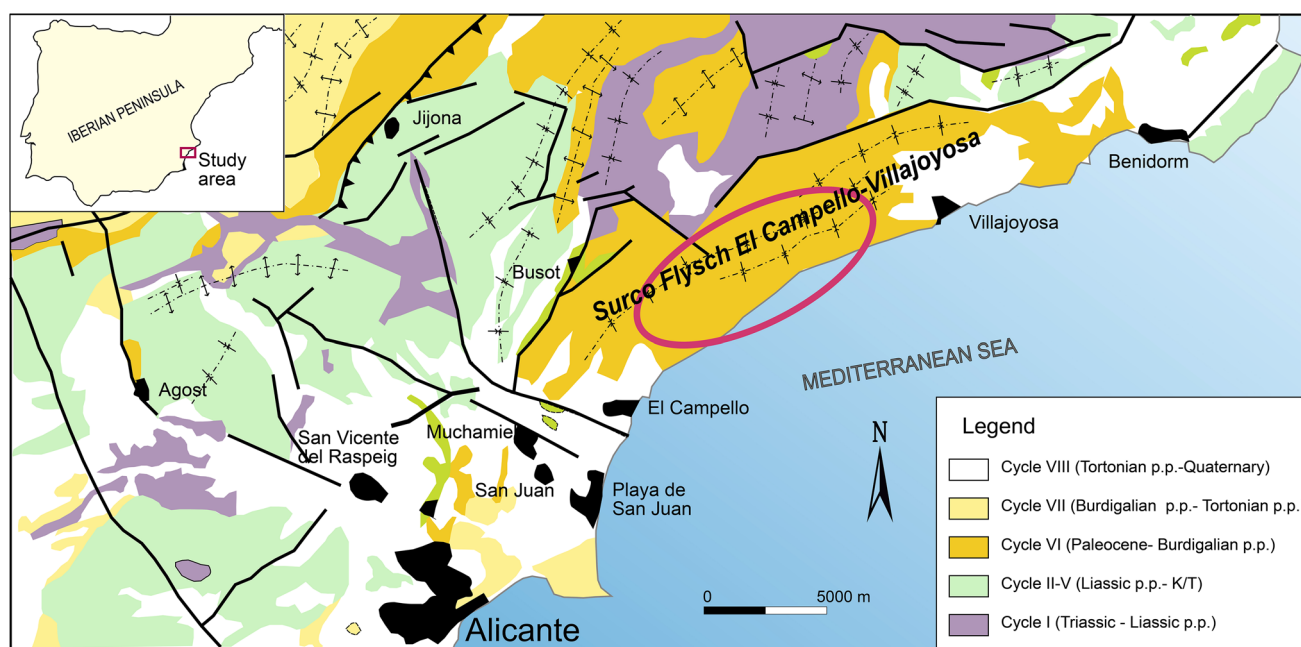 IBERIAN PENINSULA
Study
area
Jijona
Benidorm
Surco Flysch El Campello-Villajoyosa
Villajoyosa
Busot
MEDITERRANEAN SEA
Agost
El Campello
San Vicente
del Raspeig
Muchamiel
San Juan
Playa de
San Juan
N
0 5000 m
Alicante
Legend
Cycle VIII (Tortonian p.p.-Quaternary)
Cycle VII (Burdigalian p.p.- Tortonian p.p.
Cycle VI (Paleocene- Burdigalian p.p.)
Cycle II-V (Liassic p.p.- K/T)
Cycle I (Triassic - Liassic p.p.)